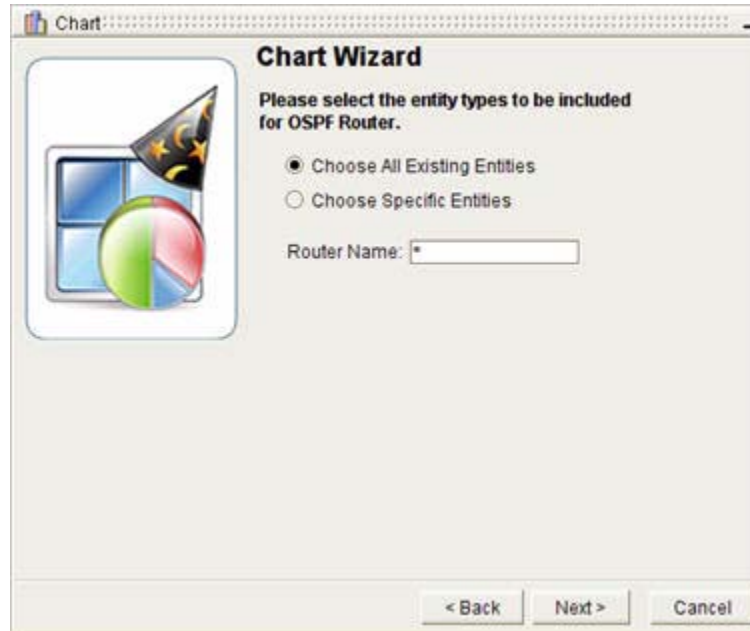 Chart
Chart Wizard
Please select the entity types to be included
for OSPF Router.
Choose All Existing Entities
Choose Specific Entities
Router Name: *
< Back Next > Cancel